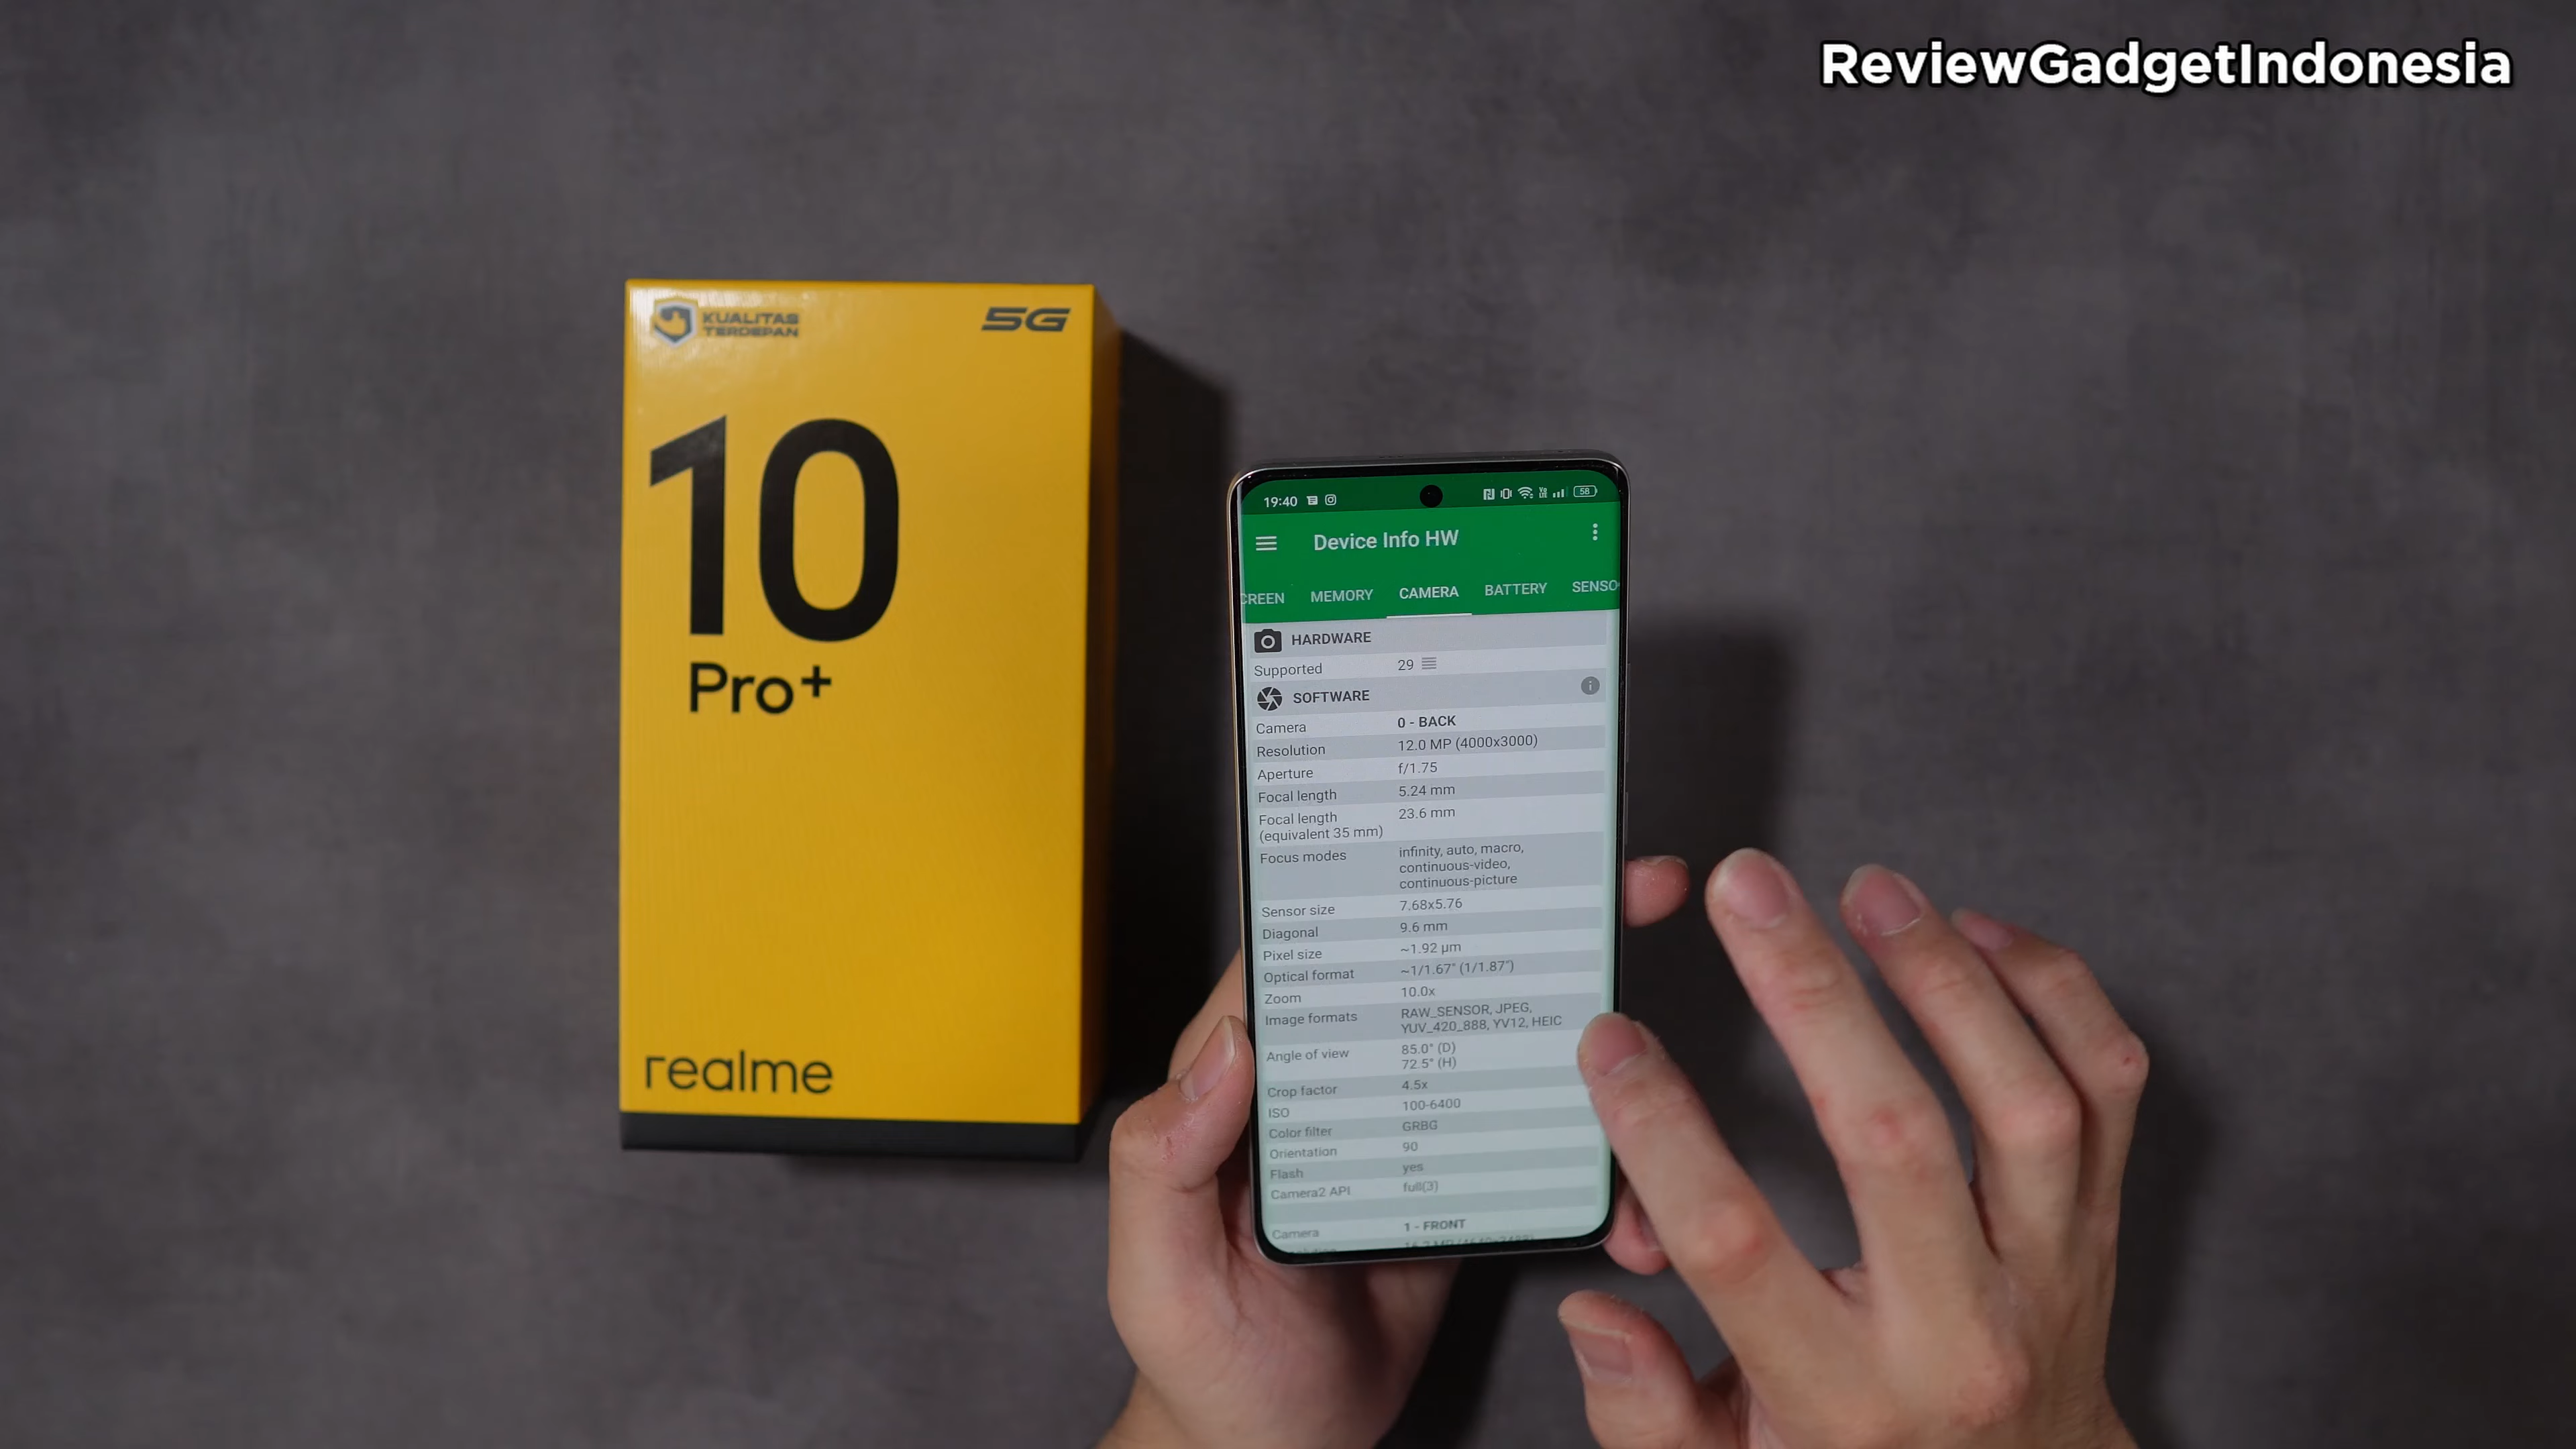 ReviewGadgetIndonesia
KUALITAS
TERDEPAN
5G
10
Pro+
realme
19:40
58
Device Info HW
CREEN MEMORY CAMERA BATTERY SENSO
HARDWARE
Supported 29
SOFTWARE
Camera 0 - BACK
Resolution 12.0 MP (4000x3000)
Aperture f/1.75
Focal length 5.24 mm
Focal length 23.6 mm
(equivalent 35 mm)
Focus modes infinity, auto, macro,
continuous-video,
continuous-picture
Sensor size 7.68x5.76
Diagonal 9.6 mm
Pixel size ~1.92 µm
Optical format ~1/1.67" (1/1.87")
Zoom 10.0x
Image formats RAW_SENSOR, JPEG,
YUV_420_888, YV12, HEIC
Angle of view 85.0° (D)
72.5° (H)
Crop factor 4.5x
ISO 100-6400
Color filter GRBG
Orientation 90
Flash yes
Camera2 API full(3)
Camera 1 - FRONT